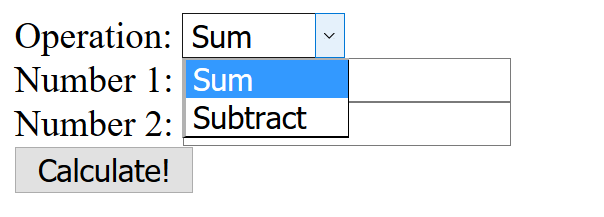 Operation: Sum
Number 1: Sum
Number 2: Subtract
Calculate!